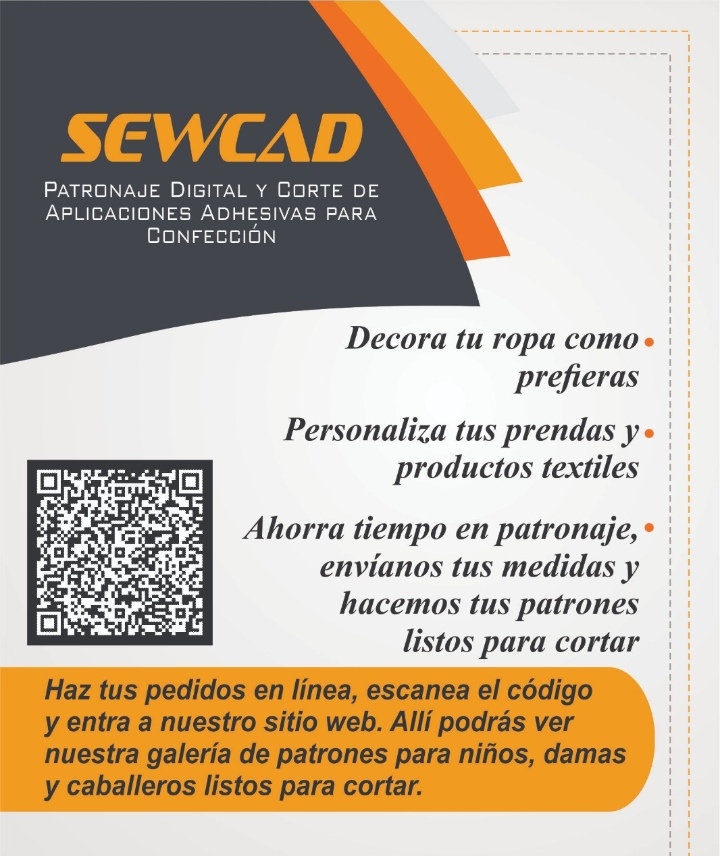 SEWCAD
Patronaje Digital y Corte de
Aplicaciones Adhesivas para
Confección
Decora tu ropa como
prefieras
Personaliza tus prendas y
productos textiles
Ahorra tiempo en patronaje,
envíanos tus medidas y
hacemos tus patrones
listos para cortar
Haz tus pedidos en línea, escanea el código
y entra a nuestro sitio web. Allí podrás ver
nuestra galería de patrones para niños, damas
y caballeros listos para cortar.